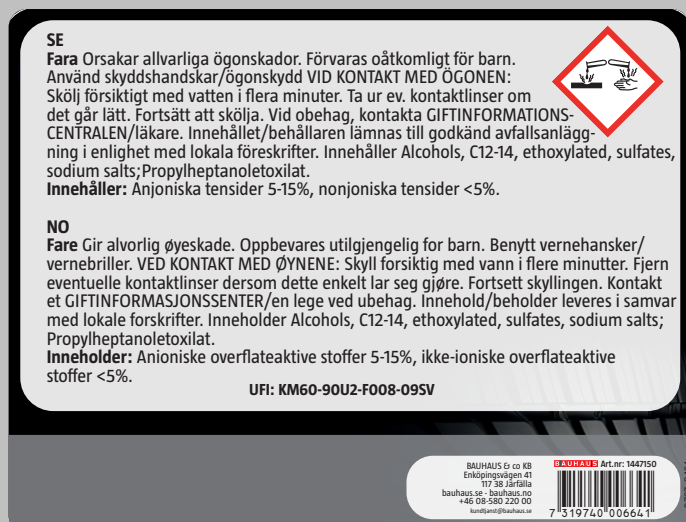 SE
Fara Orsakar allvarliga ögonskador. Förvaras oåtkomligt för barn.
Använd skyddshandskar/ögonskydd VID KONTAKT MED ÖGONEN:
Skölj försiktigt med vatten i flera minuter. Ta ur ev. kontaktlinser om
det går lätt. Fortsätt att skölja. Vid obehag, kontakta GIFTINFORMATIONS-
CENTRALEN/läkare. Innehållet/behållaren lämnas till godkänd avfallsanlägg-
ning i enlighet med lokala föreskrifter. Innehåller Alcohols, C12-14, ethoxylated, sulfates,
sodium salts;Propylheptanoletoxilat.
Innehåller: Anjoniska tensider 5-15%, nonjoniska tensider <5%.
NO
Fare Gir alvorlig øyeskade. Oppbevares utilgjengelig for barn. Benytt vernehansker/
vernebriller. VED KONTAKT MED ØYNENE: Skyll forsiktig med vann i flere minutter. Fjern
eventuelle kontaktlinser dersom dette enkelt lar seg gjøre. Fortsett skyllingen. Kontakt
et GIFTINFORMASJONSSENTER/en lege ved ubehag. Innehold/beholder leveres i samvar
med lokale forskrifter. Inneholder Alcohols, C12-14, ethoxylated, sulfates, sodium salts;
Propylheptanoletoxilat.
Inneholder: Anioniske overflateaktive stoffer 5-15%, ikke-ioniske overflateaktive
stoffer <5%.
UFI: KM60-90U2-F008-09SV
BAUHAUS & co KB
Enköpingsvägen 41
117 38 Järfälla
bauhaus.se - bauhaus.no
+46 08-580 220 00
kundtjanst@bauhaus.se
BAUHAUS Art.nr: 1447150
7 319740 006641